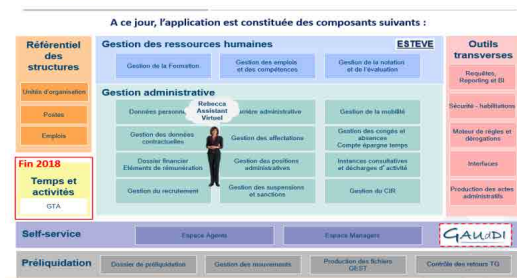 A ce jour, l'application est constituée des composants suivants :
Référentiel
des
structures
Unités d'organisation
Postes
Emplois
Fin 2018
Temps et
activités
GTA
Gestion des ressources
humaines
ESTEVE
Gestion de la Formation
Gestion des emplois
et des compétences
Gestion de la notation
et de l'évaluation
Gestion administrative
Données personn
Rebecca
Assistant
Virtuel
rière administrative
Gestion de la mobilité
Gestion des données
contractuelles
Gestion des affectations
Gestion des congés et
absences
Compte épargne temps
Dossier financier
Eléments de rémunération
Gestion des positions
administratives
Instances consultatives
et décharges d'activité
Gestion du recrutement
Gestion des suspensions
et sanctions
Gestion du CIR
Outils
transverses
Requêtes,
Reporting et BI
Sécurité - habilitations
Moteur de règles et
dérogations
Interfaces
Production des actes
administratifs
Self-service
Espace Agents
Espace Managers
GAUdDI
Préliquidation
Dossier de préliquidation
Gestion des mouvements
Production des fichiers
GEST
Contrôle des retours TG